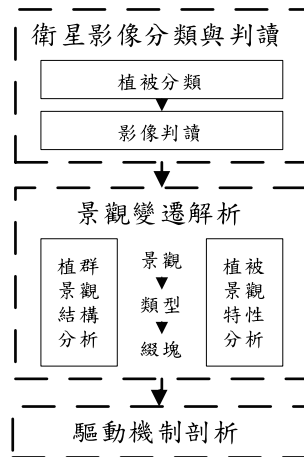 衛星影像分類與判讀
植被分類
影像判讀
景觀變遷解析
植群
景觀
結構
分析
景觀
類型
綴塊
植被
景觀
特性
分析
驅動機制剖析